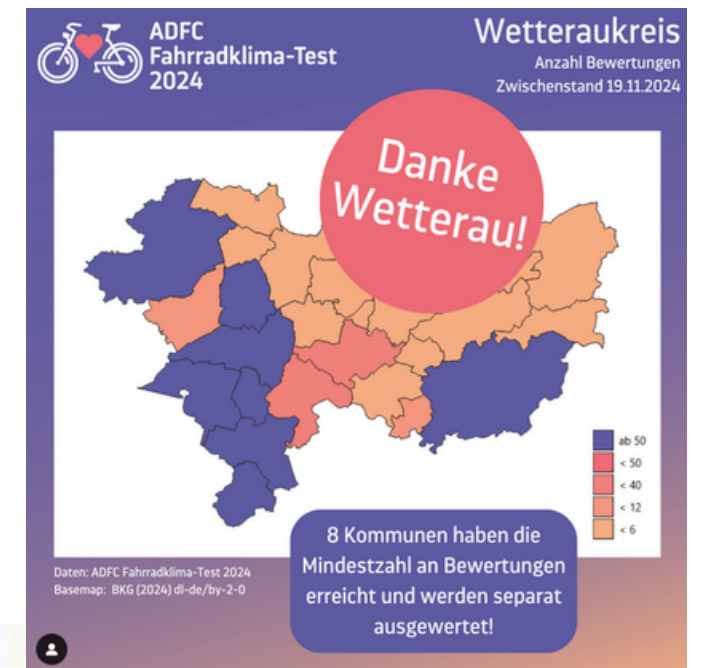 ADFC
Fahrradklima-Test
2024
Wetteraukreis
Anzahl Bewertungen
Zwischenstand 19.11.2024
Danke
Wetterau!
ab 50
< 50
< 40
< 12
< 6
8 Kommunen haben die
Mindestzahl an Bewertungen
erreicht und werden separat
ausgewertet!
Daten: ADFC Fahrradklima-Test 2024
Basemap: BKG (2024) dl-de/by-2-0